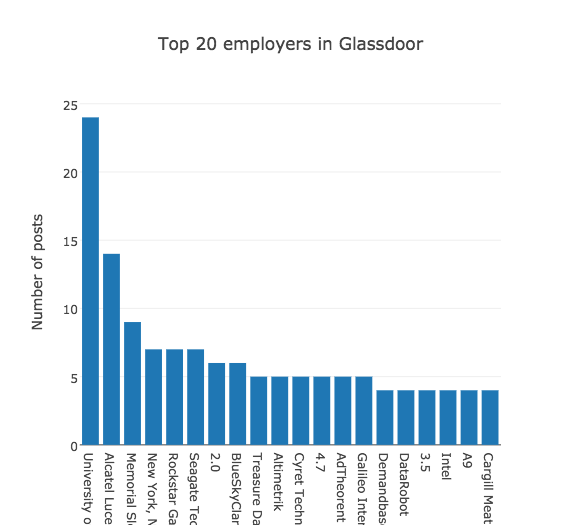 Top 20 employers in Glassdoor
Number of posts
25
20
15
10
5
0
University o
Alcatel Luce
Memorial Sl
New York, N
Rockstar Ga
Seagate Tec
2.0
BlueSkyClar
Treasure Da
Altimetrik
Cyret Techn
4.7
AdTheorent
Galileo Inter
Demandbas
DataRobot
3.5
Intel
A9
Cargill Meat